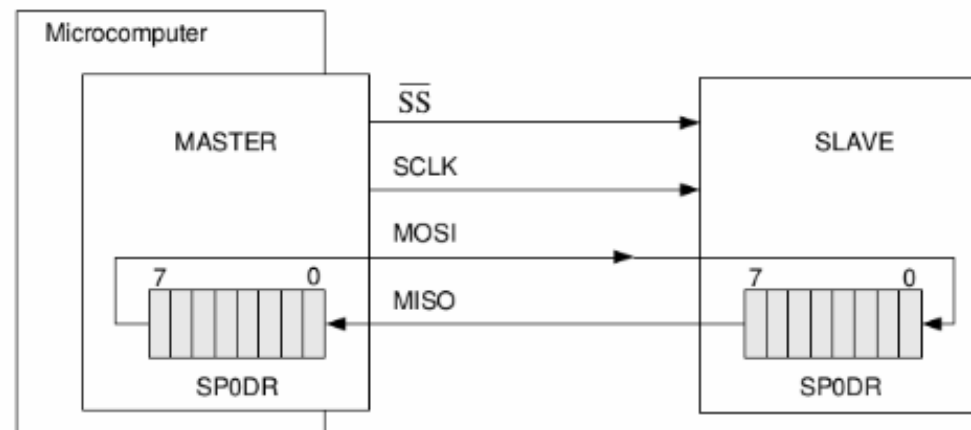 Microcomputer
MASTER
SS
SCLK
MOSI
MISO
7 0
SP0DR
SLAVE
7 0
SP0DR